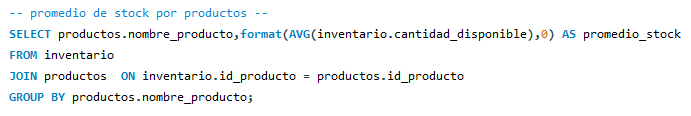 -- promedio de stock por productos --
SELECT productos.nombre_producto,format(AVG(inventario.cantidad_disponible),0) AS promedio_stock
FROM inventario
JOIN productos  ON inventario.id_producto = productos.id_producto
GROUP BY productos.nombre_producto;